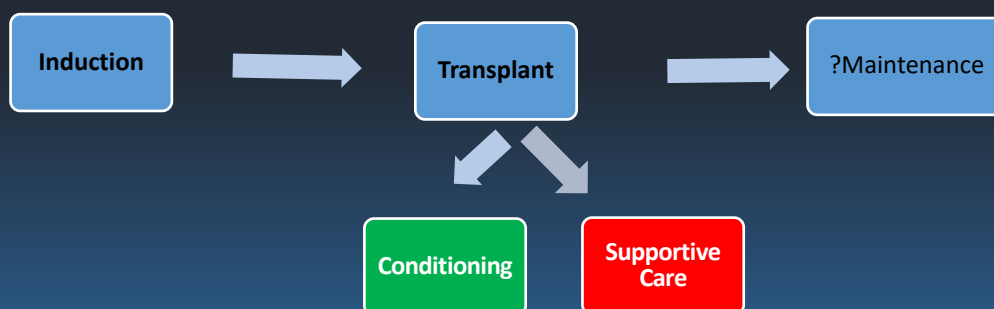 Induction
Transplant
?Maintenance
Conditioning
Supportive
Care